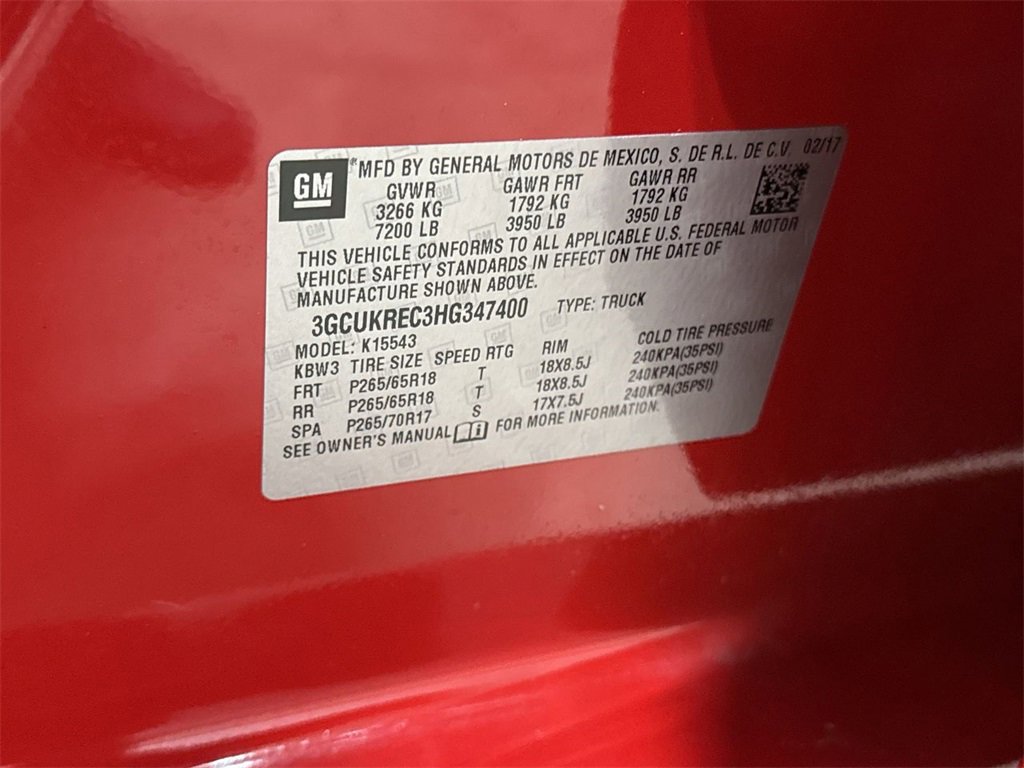 GM
MFD BY GENERAL MOTORS DE MEXICO, S. DE R.L. DE C.V. 02/17
GVWR GAWR FRT GAWR RR
3266 KG 1792 KG 1792 KG
7200 LB 3950 LB 3950 LB
THIS VEHICLE CONFORMS TO ALL APPLICABLE U.S. FEDERAL MOTOR
VEHICLE SAFETY STANDARDS IN EFFECT ON THE DATE OF
MANUFACTURE SHOWN ABOVE.
3GCUKREC3HG347400 TYPE: TRUCK
MODEL: K15543
KBW3 TIRE SIZE SPEED RTG RIM COLD TIRE PRESSURE
FRT P265/65R18 T 18X8.5J 240KPA(35PSI)
RR P265/65R18 T 18X8.5J 240KPA(35PSI)
SPA P265/70R17 S 17X7.5J 240KPA(35PSI)
SEE OWNER'S MANUAL FOR MORE INFORMATION.